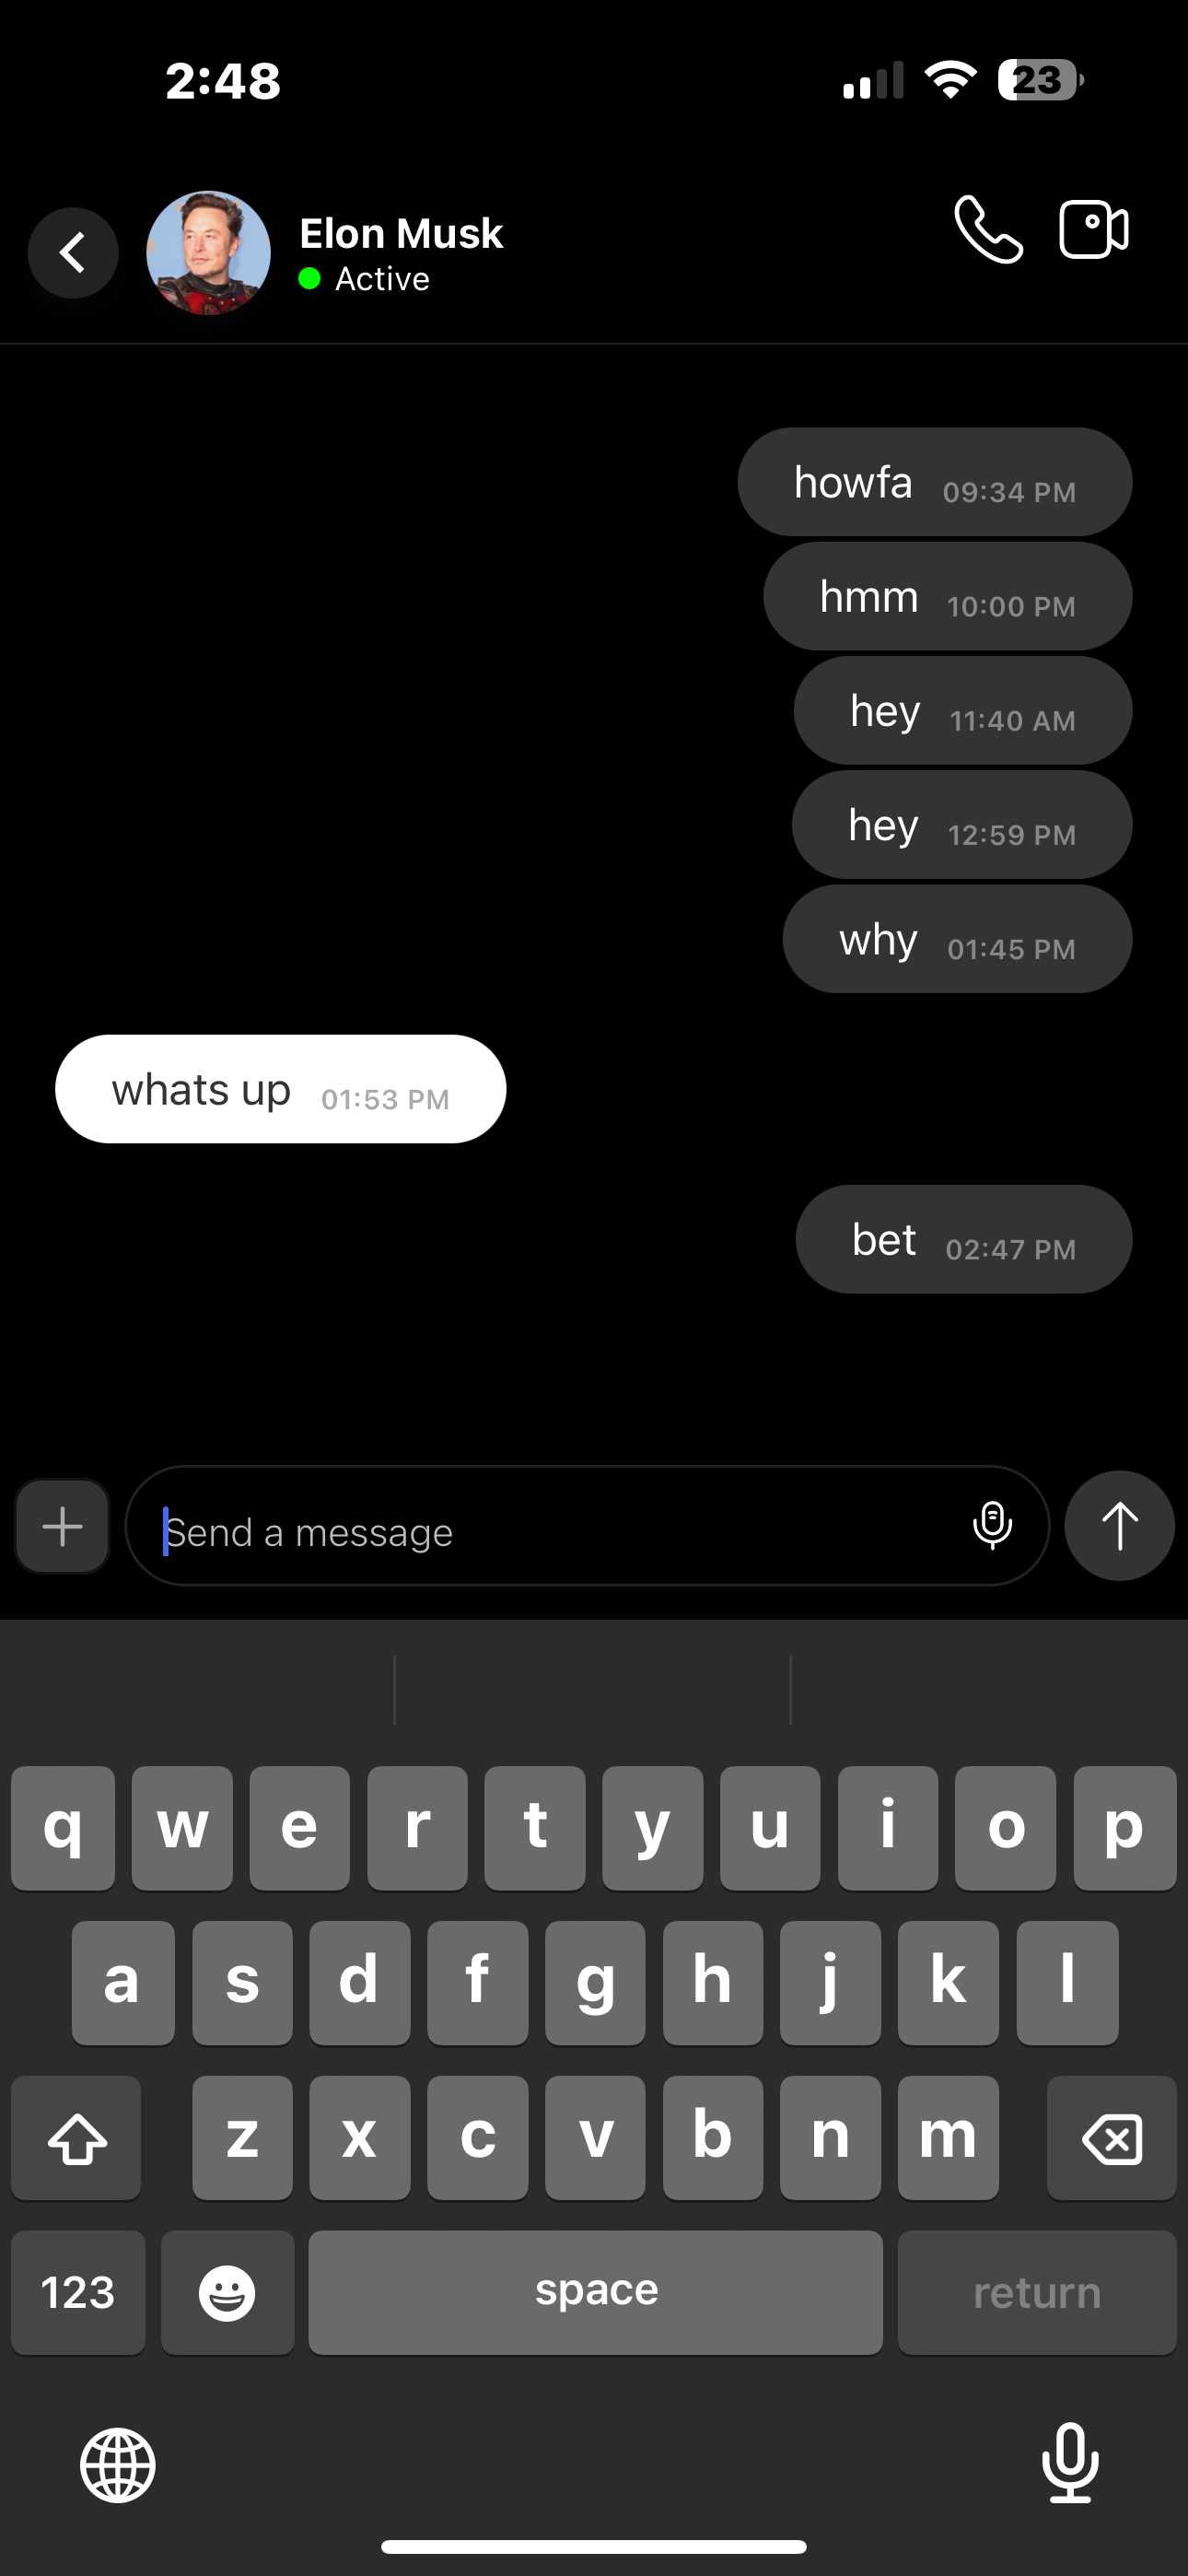 2:48
23
Elon Musk
Active
howfa 09:34 PM
hmm 10:00 PM
hey 11:40 AM
hey 12:59 PM
why 01:45 PM
whats up 01:53 PM
bet 02:47 PM
Send a message
q w e r t y u i o p
a s d f g h j k l
z x c v b n m
123 space return